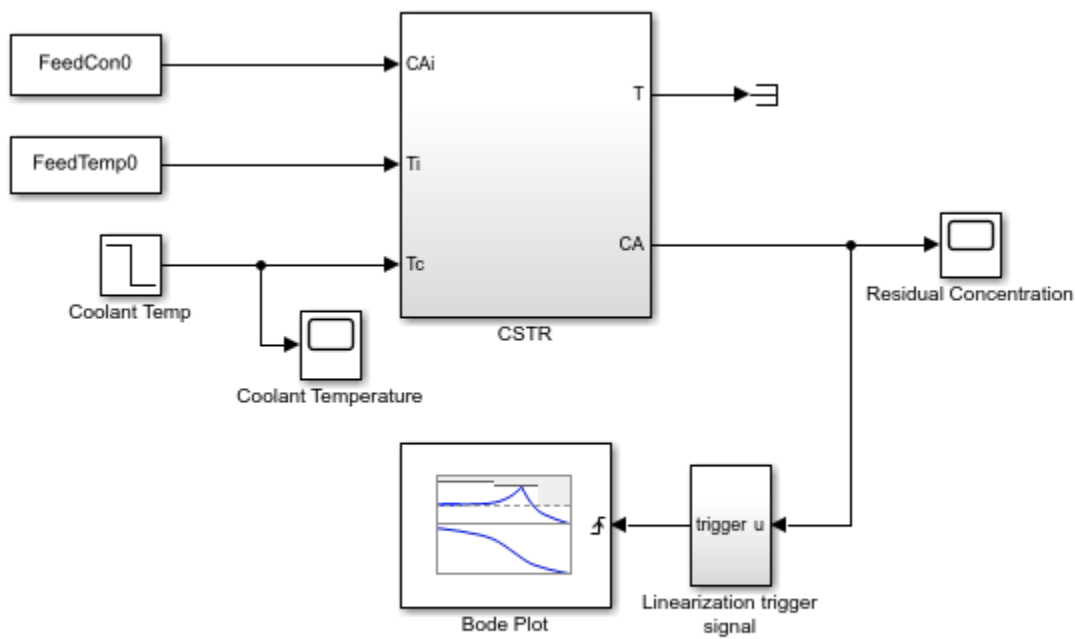 FeedCon0
CAi
T
FeedTemp0
Ti
CA
Tc
Coolant Temp
Residual Concentration
CSTR
Coolant Temperature
trigger u
Bode Plot
Linearization trigger
signal